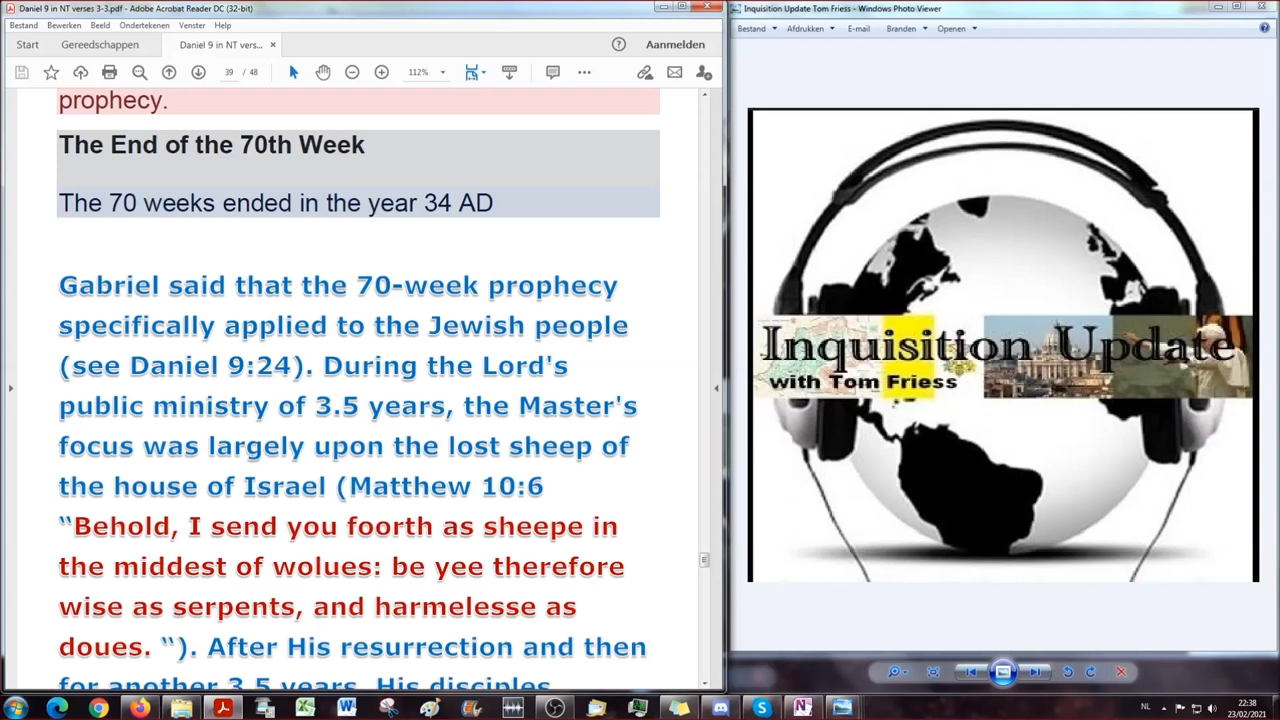 Daniel 9 in NT verses 3-3.pdf - Adobe Acrobat Reader DC (32-bit)
Bestand Bewerken Beeld Ondertekenen Venster Help
Start Gereedschappen Daniel 9 in NT vers... × Aanmelden
39 / 48 112%
prophecy.
The End of the 70th Week
The 70 weeks ended in the year 34 AD
Gabriel said that the 70-week prophecy
specifically applied to the Jewish people
(see Daniel 9:24). During the Lord's
public ministry of 3.5 years, the Master's
focus was largely upon the lost sheep of
the house of Israel (Matthew 10:6
“Behold, I send you foorth as sheepe in
the middest of wolues: be yee therefore
wise as serpents, and harmelesse as
doues. “). After His resurrection and then
for another 3.5 years, His disciples
Inquisition Update Tom Friess - Windows Photo Viewer
Bestand Afdrukken E-mail Branden Openen
Inquisition Update
with Tom Friess
NL 22:38
23/02/2021